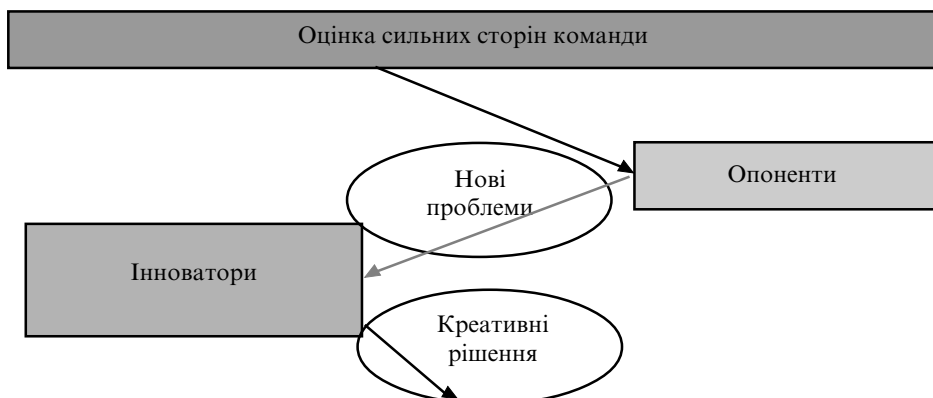 Оцінка сильних сторін команди
Нові
проблеми
Опоненти
Інноватори
Креативні
рішення